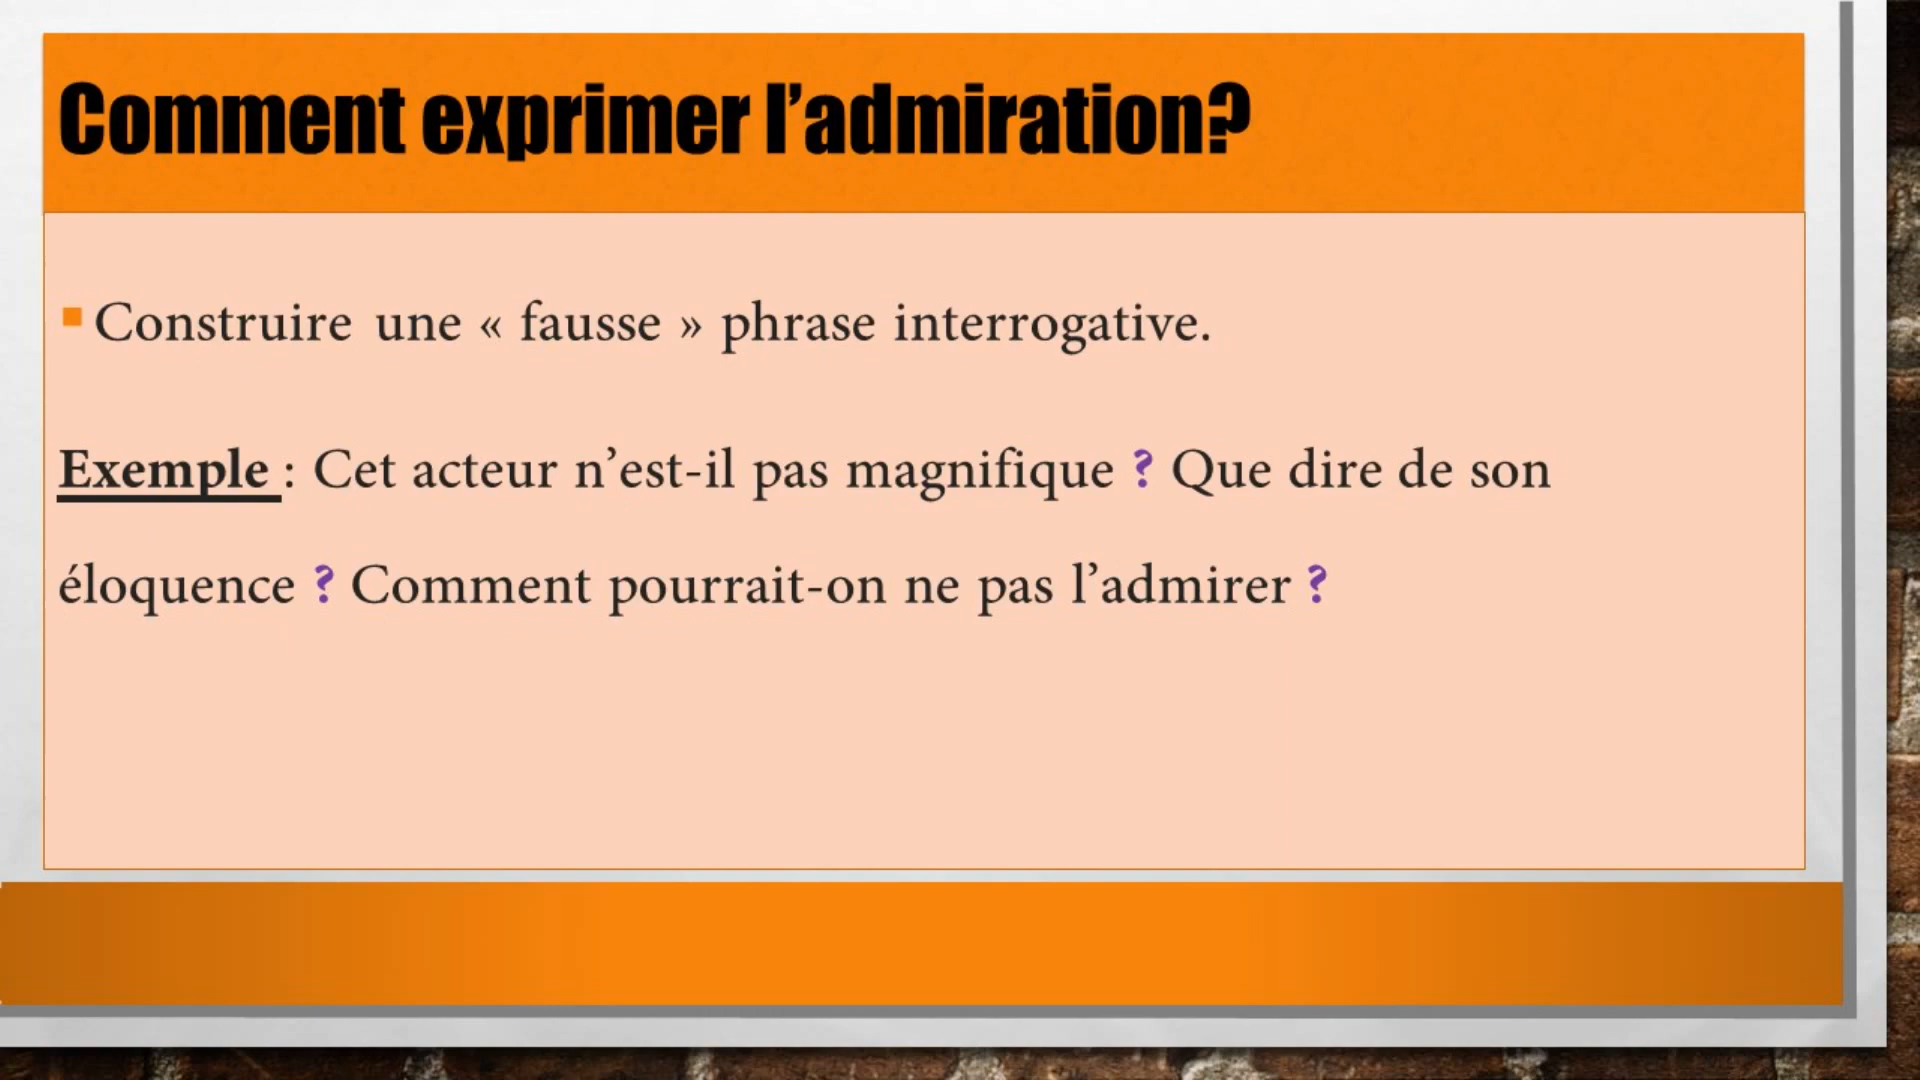 Comment exprimer l’admiration?
▪ Construire une « fausse » phrase interrogative.
Exemple : Cet acteur n’est-il pas magnifique ? Que dire de son
éloquence ? Comment pourrait-on ne pas l’admirer ?